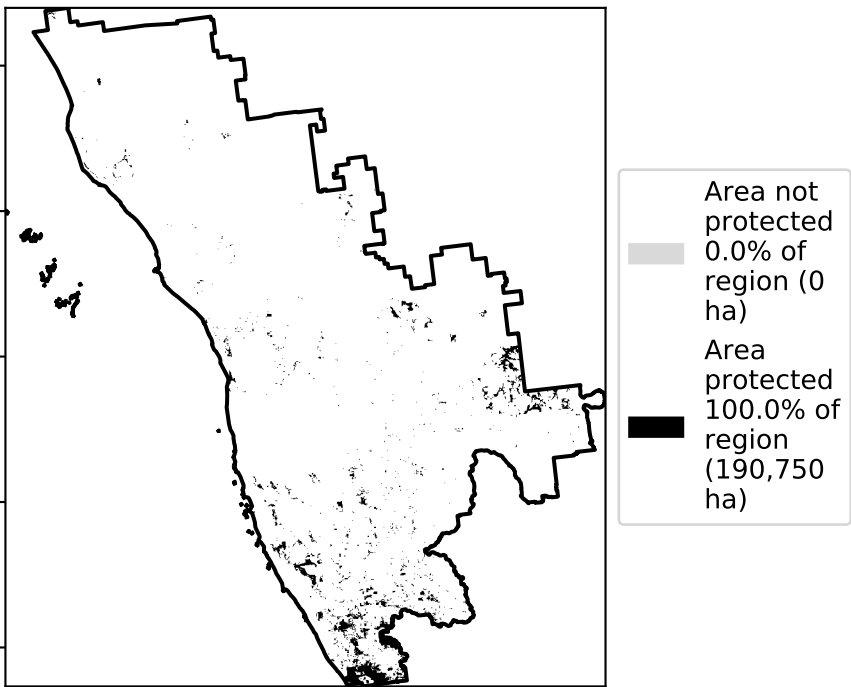 Area not
protected
0.0% of
region (0
ha)
Area
protected
100.0% of
region
(190,750
ha)